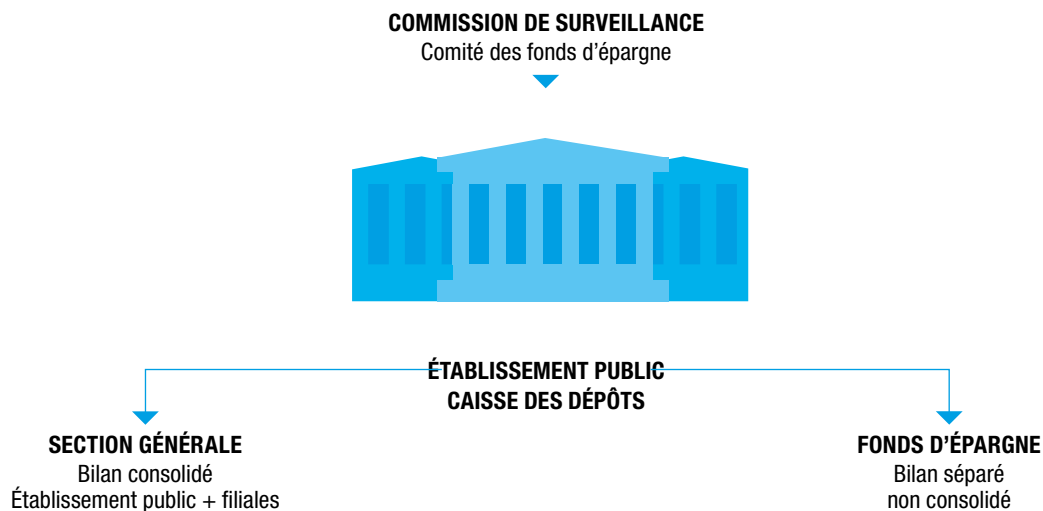 COMMISSION DE SURVEILLANCE
Comité des fonds d'épargne
ÉTABLISSEMENT PUBLIC
CAISSE DES DÉPÔTS
SECTION GÉNÉRALE
Bilan consolidé
Établissement public + filiales
FONDS D'ÉPARGNE
Bilan séparé
non consolidé